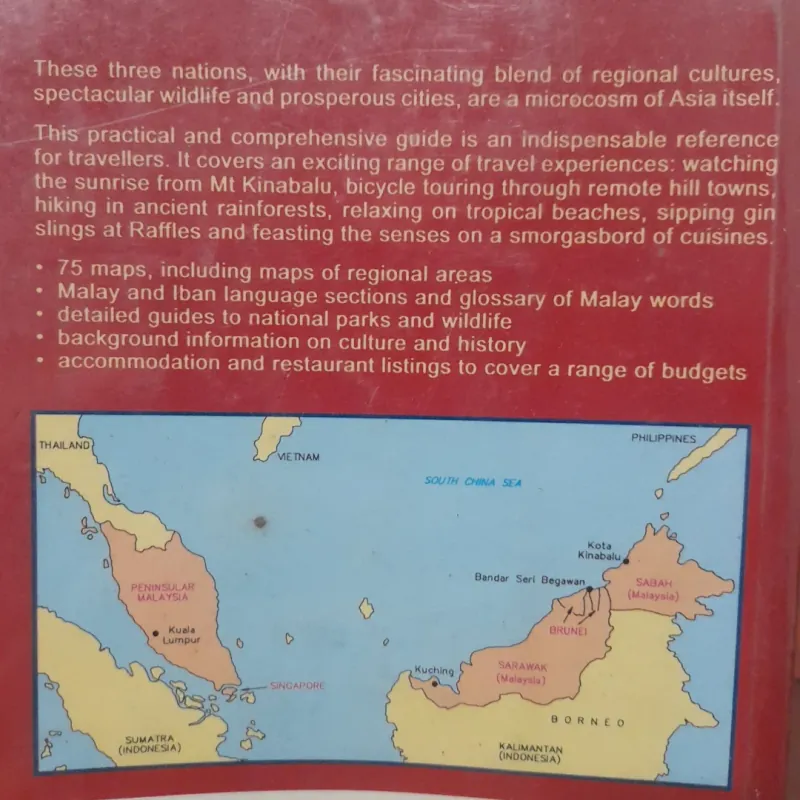 These three nations, with their fascinating blend of regional cultures,
spectacular wildlife and prosperous cities, are a microcosm of Asia itself.
This practical and comprehensive guide is an indispensable reference
for travellers. It covers an exciting range of travel experiences: watching
the sunrise from Mt Kinabalu, bicycle touring through remote hill towns,
hiking in ancient rainforests, relaxing on tropical beaches, sipping gin
slings at Raffles and feasting the senses on a smorgasbord of cuisines.
• 75 maps, including maps of regional areas
• Malay and Iban language sections and glossary of Malay words
• detailed guides to national parks and wildlife
• background information on culture and history
• accommodation and restaurant listings to cover a range of budgets
THAILAND
VIETNAM
PHILIPPINES
SOUTH CHINA SEA
Kota
Kinabalu
Bandar Seri Begawan
SABAH
(Malaysia)
PENINSULAR
MALAYSIA
BRUNEI
Kuala
Lumpur
Kuching
SARAWAK
(Malaysia)
SINGAPORE
BORNEO
SUMATRA
(INDONESIA)
KALIMANTAN
(INDONESIA)